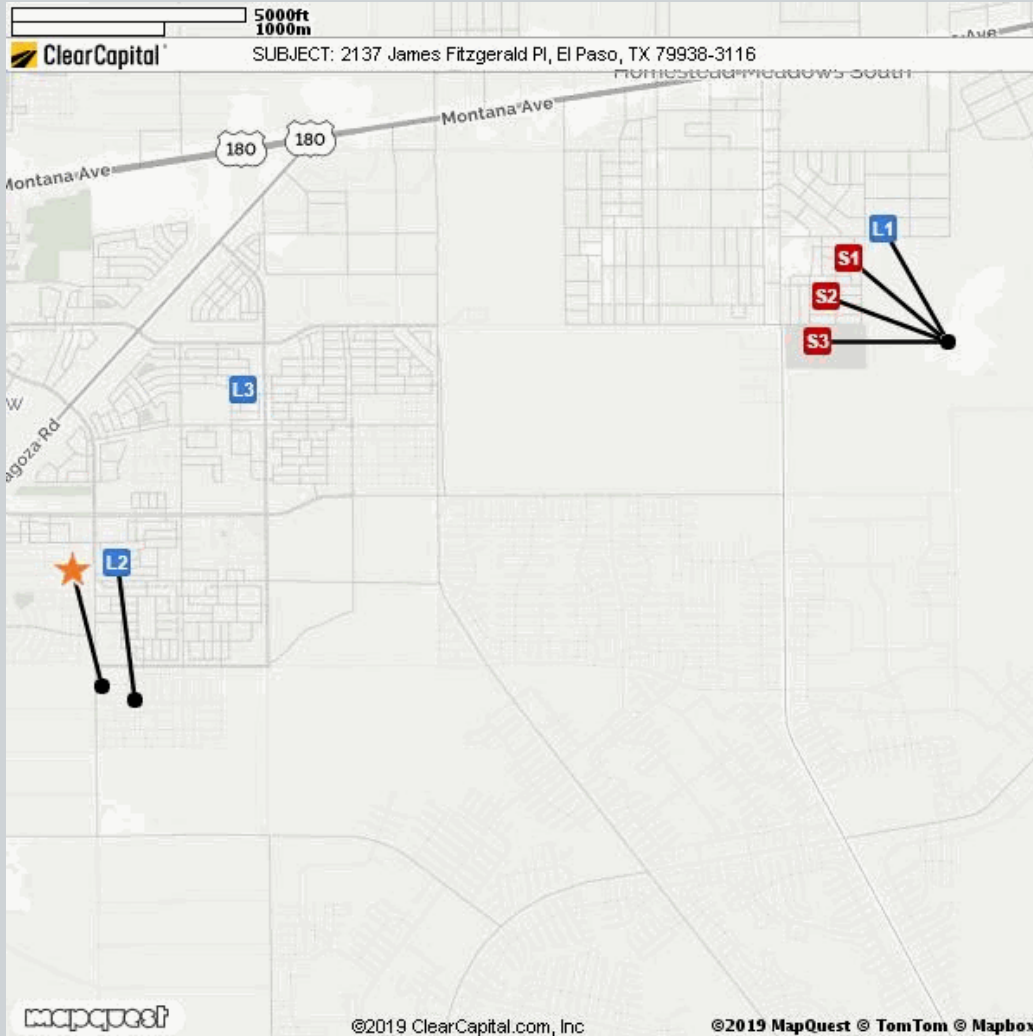 5000ft
1000m
ClearCapital
SUBJECT: 2137 James Fitzgerald Pl, El Paso, TX 79938-3116
Homestead Meadows South
Montana Ave
180
180
Montana Ave
L1
S1
S2
S3
L3
L2
mapquest
©2019 ClearCapital.com, Inc
©2019 MapQuest © TomTom © Mapbox